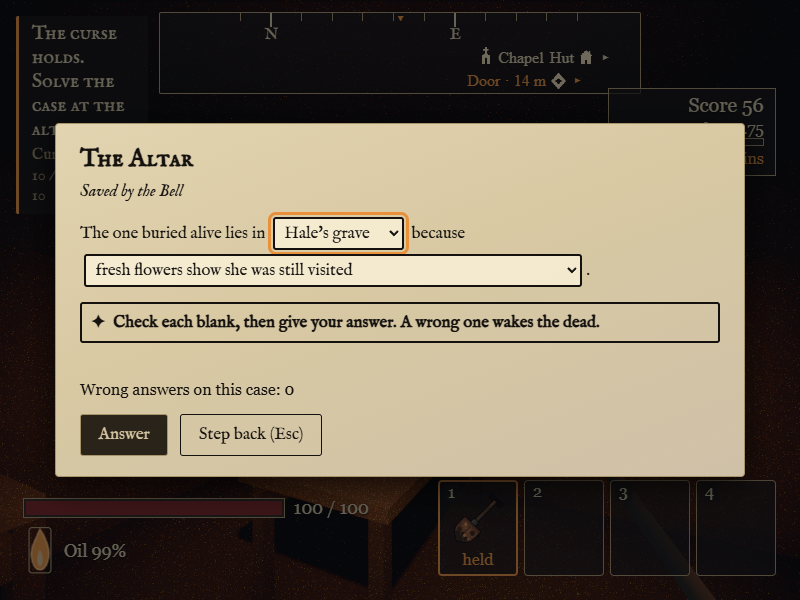 The curse
holds.
Solve the
case at the
N
E
Chapel Hut
Door · 14 m
Score 56
The Altar
Saved by the Bell
The one buried alive lies in Hale's grave because
fresh flowers show she was still visited .
Check each blank, then give your answer. A wrong one wakes the dead.
Wrong answers on this case: 0
Answer
Step back (Esc)
100 / 100
Oil 99%
1
held
2
3
4